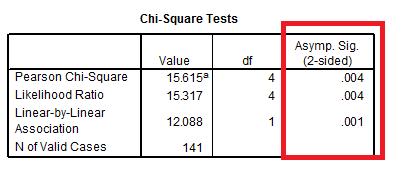 Chi-Square Tests
Value df Asymp. Sig. (2-sided)
Pearson Chi-Square 15.615a 4 .004
Likelihood Ratio 15.317 4 .004
Linear-by-Linear Association 12.088 1 .001
N of Valid Cases 141